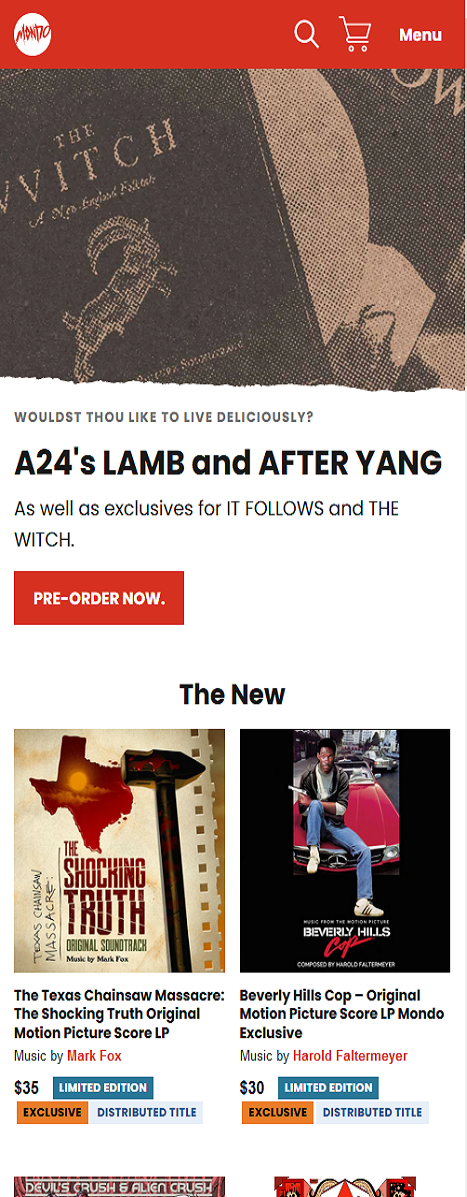 MONDO
Menu
THE
VVITCH
A New-England Folktale
WOULDST THOU LIKE TO LIVE DELICIOUSLY?
A24's LAMB and AFTER YANG
As well as exclusives for IT FOLLOWS and THE
WITCH.
PRE-ORDER NOW.
The New
TEXAS CHAINSAW
MASSACRE:
THE
SHOCKING
TRUTH
ORIGINAL SOUNDTRACK
Music by Mark Fox
MUSIC FROM THE MOTION PICTURE
BEVERLY HILLS
Cop
COMPOSED BY HAROLD FALTERMEYER
The Texas Chainsaw Massacre:
The Shocking Truth Original
Motion Picture Score LP
Music by Mark Fox
$35 LIMITED EDITION
EXCLUSIVE DISTRIBUTED TITLE
Beverly Hills Cop – Original
Motion Picture Score LP Mondo
Exclusive
Music by Harold Faltermeyer
$30 LIMITED EDITION
EXCLUSIVE DISTRIBUTED TITLE
DEVIL'S CRUSH & ALIEN CRUSH